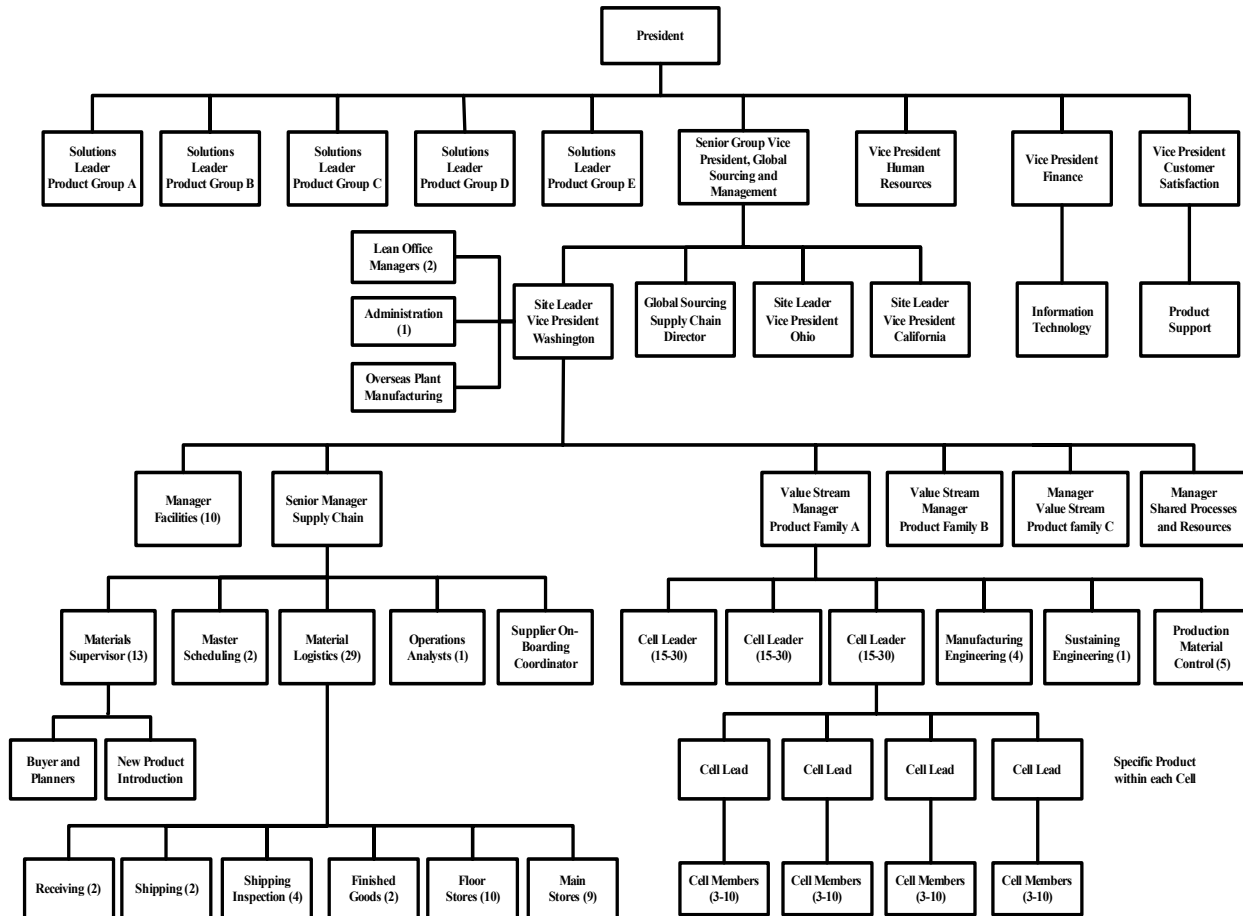 President
Solutions
Leader
Product Group A
Solutions
Leader
Product Group B
Solutions
Leader
Product Group C
Solutions
Leader
Product Group D
Solutions
Leader
Product Group E
Senior Group Vice
President, Global
Sourcing and
Management
Vice President
Human
Resources
Vice President
Finance
Vice President
Customer
Satisfaction
Lean Office
Managers (2)
Administration
(1)
Overseas Plant
Manufacturing
Site Leader
Vice President
Washington
Global Sourcing
Supply Chain
Director
Site Leader
Vice President
Ohio
Site Leader
Vice President
California
Information
Technology
Product
Support
Manager
Facilities (10)
Senior Manager
Supply Chain
Value Stream
Manager
Product Family A
Value Stream
Manager
Product Family B
Manager
Value Stream
Product family C
Manager
Shared Processes
and Resources
Materials
Supervisor (13)
Master
Scheduling (2)
Material
Logistics (29)
Operations
Analysts (1)
Supplier On-
Boarding
Coordinator
Cell Leader
(15-30)
Cell Leader
(15-30)
Cell Leader
(15-30)
Manufacturing
Engineering (4)
Sustaining
Engineering (1)
Production
Material
Control (5)
Buyer and
Planners
New Product
Introduction
Cell Lead
Cell Lead
Cell Lead
Cell Lead
Specific Product
within each Cell
Receiving (2)
Shipping (2)
Shipping
Inspection (4)
Finished
Goods (2)
Floor
Stores (10)
Main
Stores (9)
Cell Members
(3-10)
Cell Members
(3-10)
Cell Members
(3-10)
Cell Members
(3-10)